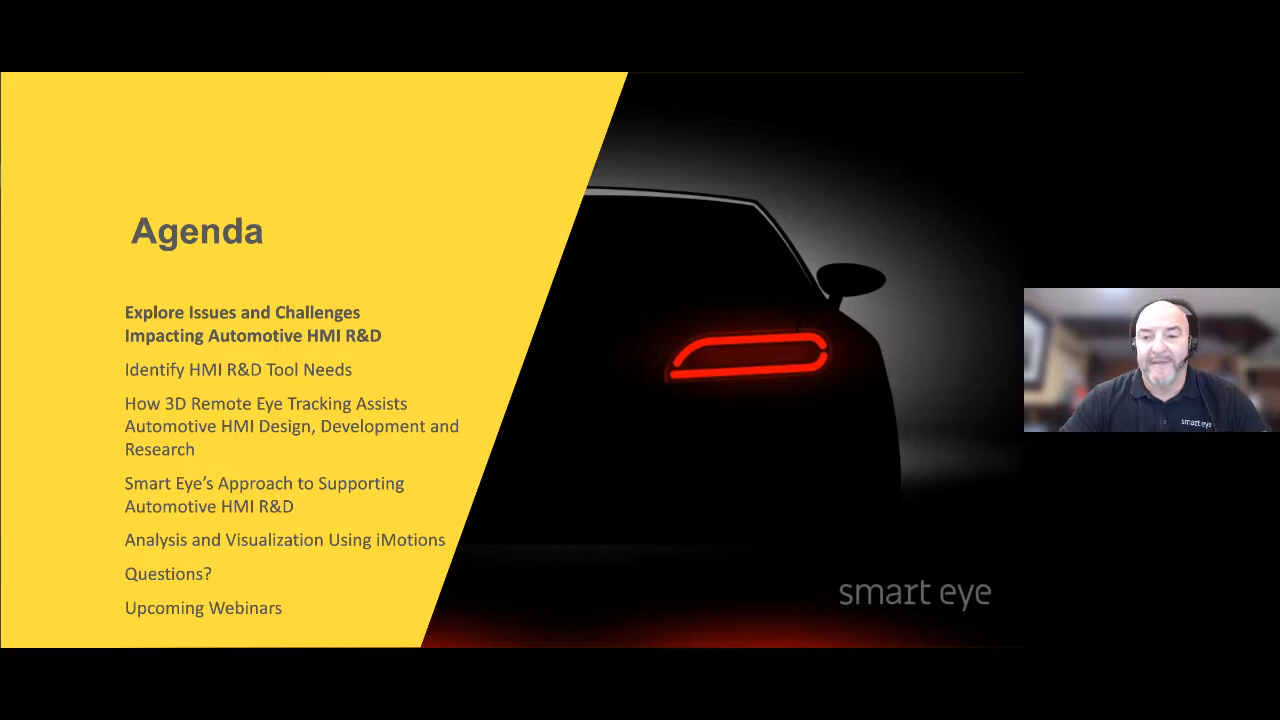 Agenda
Explore Issues and Challenges
Impacting Automotive HMI R&D
Identify HMI R&D Tool Needs
How 3D Remote Eye Tracking Assists
Automotive HMI Design, Development and
Research
Smart Eye’s Approach to Supporting
Automotive HMI R&D
Analysis and Visualization Using iMotions
Questions?
Upcoming Webinars
smart eye
smart eye